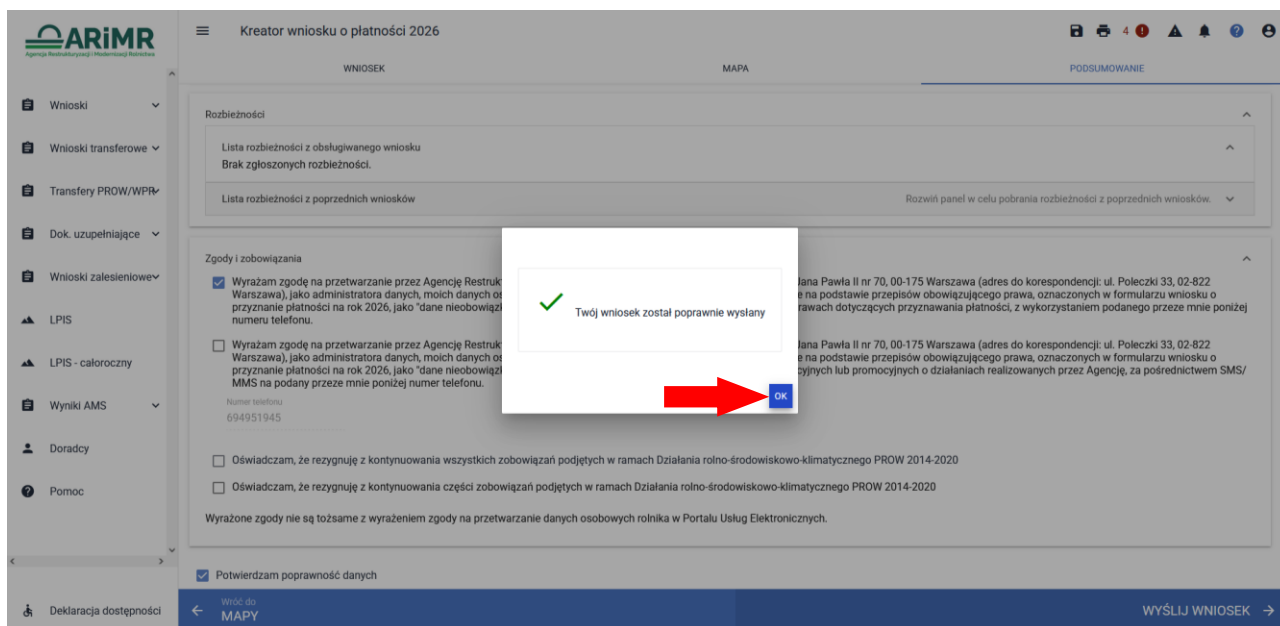 ARiMR
Agencja Restrukturyzacji i Modernizacji Rolnictwa
Kreator wniosku o płatności 2026
4
WNIOSEK
MAPA
PODSUMOWANIE
Wnioski
Wnioski transferowe
Transfery PROW/WPR
Dok. uzupełniające
Wnioski zalesieniowe
LPIS
LPIS - całoroczny
Wyniki AMS
Doradcy
Pomoc
Deklaracja dostępności
Rozbieżności
Lista rozbieżności z obsługiwanego wniosku
Brak zgłoszonych rozbieżności.
Lista rozbieżności z poprzednich wniosków
Rozwiń panel w celu pobrania rozbieżności z poprzednich wniosków.
Zgody i zobowiązania
Wyrażam zgodę na przetwarzanie przez Agencję Restruk Jana Pawła II nr 70, 00-175 Warszawa (adres do korespondencji: ul. Poleczki 33, 02-822
Warszawa), jako administratora danych, moich danych os e na podstawie przepisów obowiązującego prawa, oznaczonych w formularzu wniosku o
przyznanie płatności na rok 2026, jako "dane nieobowiązk rawach dotyczących przyznawania płatności, z wykorzystaniem podanego przeze mnie poniżej
numeru telefonu.
Wyrażam zgodę na przetwarzanie przez Agencję Restruk Jana Pawła II nr 70, 00-175 Warszawa (adres do korespondencji: ul. Poleczki 33, 02-822
Warszawa), jako administratora danych, moich danych os e na podstawie przepisów obowiązującego prawa, oznaczonych w formularzu wniosku o
przyznanie płatności na rok 2026, jako "dane nieobowiązk cyjnych lub promocyjnych o działaniach realizowanych przez Agencję, za pośrednictwem SMS/
MMS na podany przeze mnie poniżej numer telefonu.
Numer telefonu
694951945
Twój wniosek został poprawnie wysłany
OK
Oświadczam, że rezygnuję z kontynuowania wszystkich zobowiązań podjętych w ramach Działania rolno-środowiskowo-klimatycznego PROW 2014-2020
Oświadczam, że rezygnuję z kontynuowania części zobowiązań podjętych w ramach Działania rolno-środowiskowo-klimatycznego PROW 2014-2020
Wyrażone zgody nie są tożsame z wyrażeniem zgody na przetwarzanie danych osobowych rolnika w Portalu Usług Elektronicznych.
Potwierdzam poprawność danych
Wróć do
MAPY
WYŚLIJ WNIOSEK